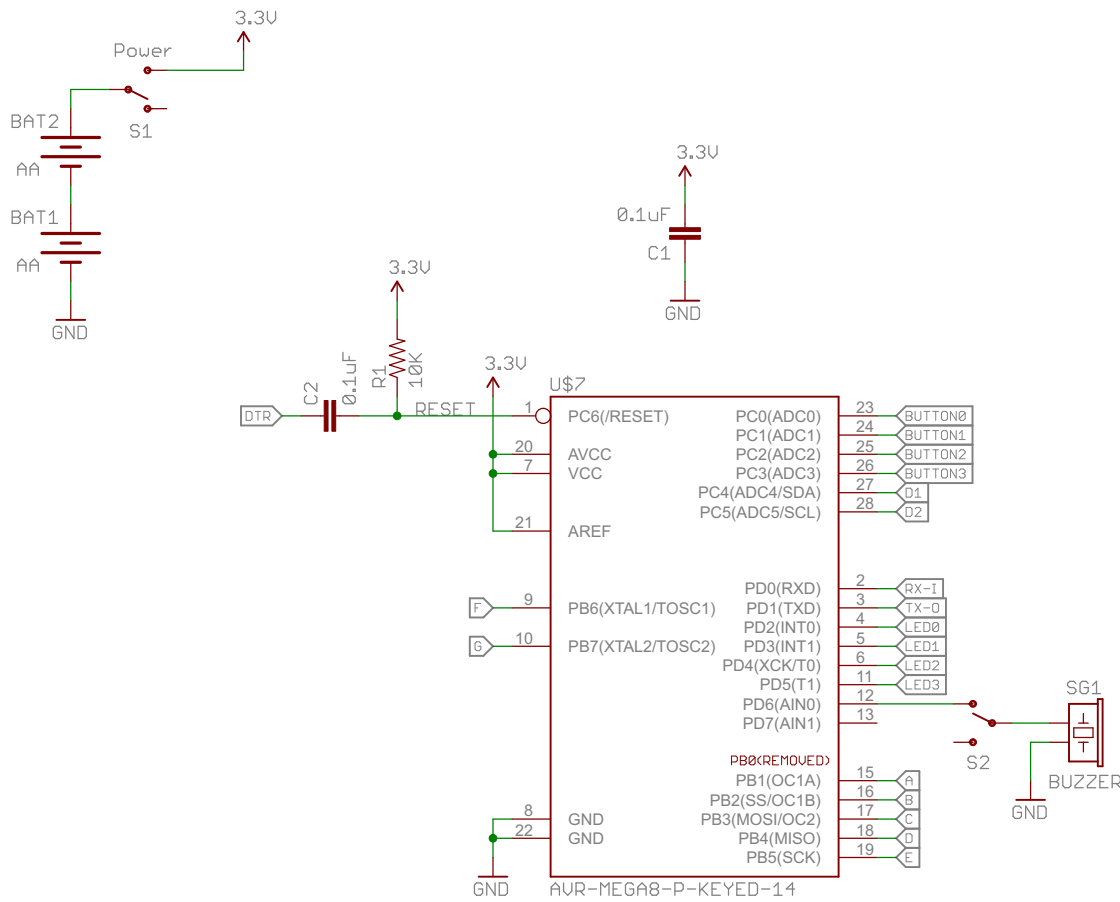 3.3V
Power
S1
BAT2
AA
BAT1
AA
GND
3.3V
0.1uF
C1
GND
3.3V
R1
10K
C2
0.1uF
DTR
RESET
3.3V
U$7
1 PC6(/RESET)
20 AVCC
7 VCC
21 AREF
F 9 PB6(XTAL1/TOSC1)
G 10 PB7(XTAL2/TOSC2)
8 GND
22 GND
GND
PC0(ADC0) 23 BUTTON0
PC1(ADC1) 24 BUTTON1
PC2(ADC2) 25 BUTTON2
PC3(ADC3) 26 BUTTON3
PC4(ADC4/SDA) 27 D1
PC5(ADC5/SCL) 28 D2
PD0(RXD) 2 RX-I
PD1(TXD) 3 TX-O
PD2(INT0) 4 LED0
PD3(INT1) 5 LED1
PD4(XCK/T0) 6 LED2
PD5(T1) 11 LED3
PD6(AIN0) 12
PD7(AIN1) 13
PB0(REMOVED)
PB1(OC1A) 15 A
PB2(SS/OC1B) 16 B
PB3(MOSI/OC2) 17 C
PB4(MISO) 18 D
PB5(SCK) 19 E
AVR-MEGA8-P-KEYED-14
S2
SG1
BUZZER
GND